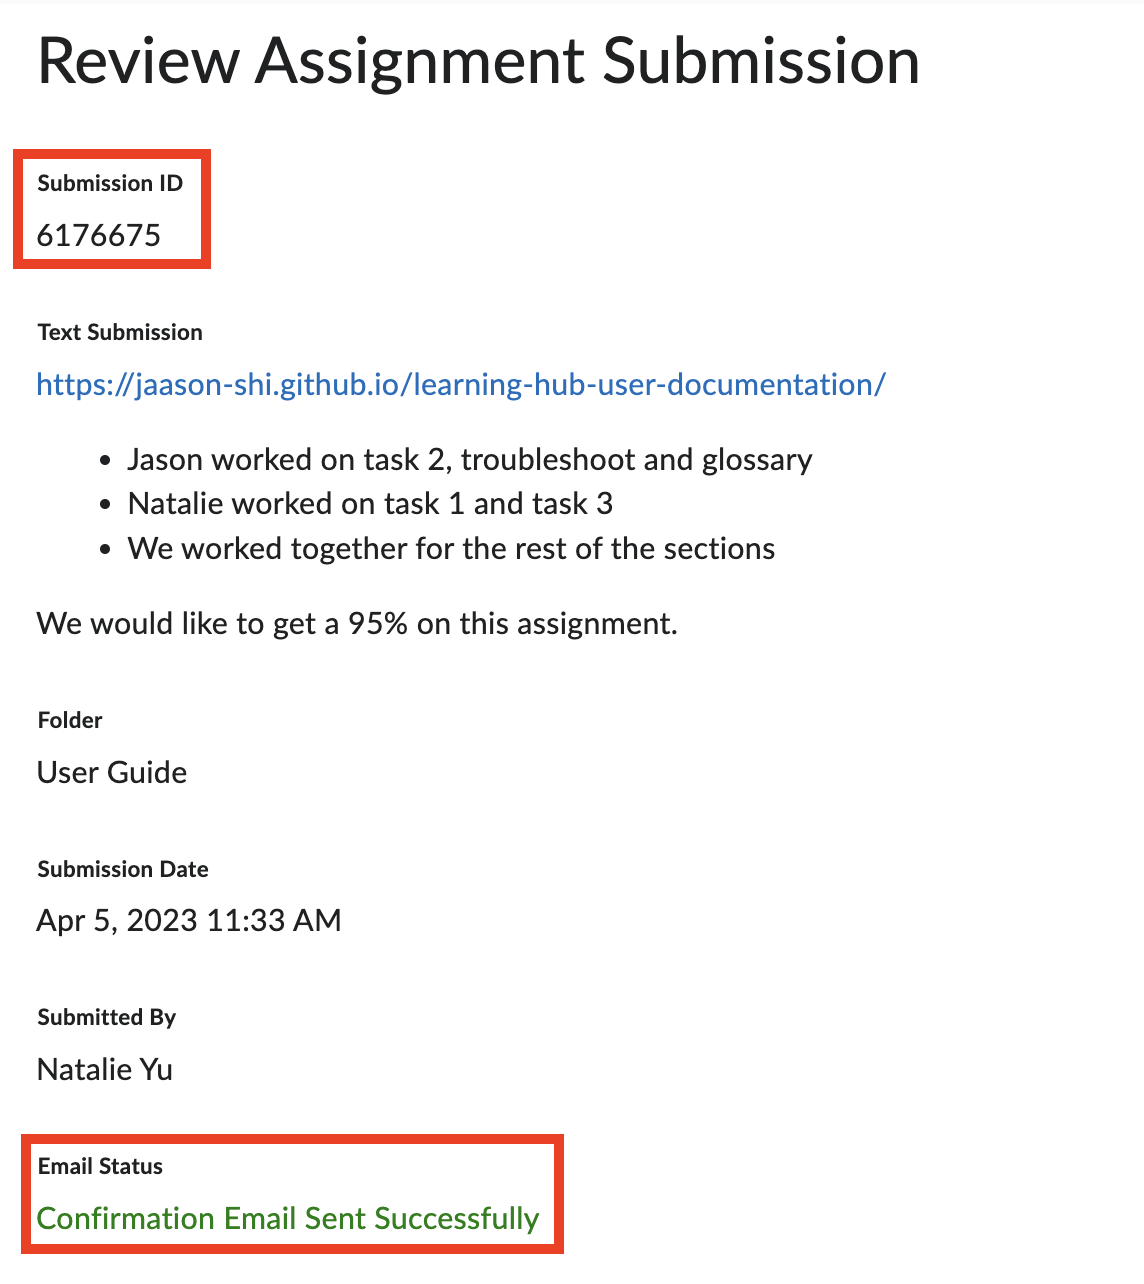 Review Assignment Submission
Submission ID
6176675
Text Submission
https://jaason-shi.github.io/learning-hub-user-documentation/
• Jason worked on task 2, troubleshoot and glossary
• Natalie worked on task 1 and task 3
• We worked together for the rest of the sections
We would like to get a 95% on this assignment.
Folder
User Guide
Submission Date
Apr 5, 2023 11:33 AM
Submitted By
Natalie Yu
Email Status
Confirmation Email Sent Successfully